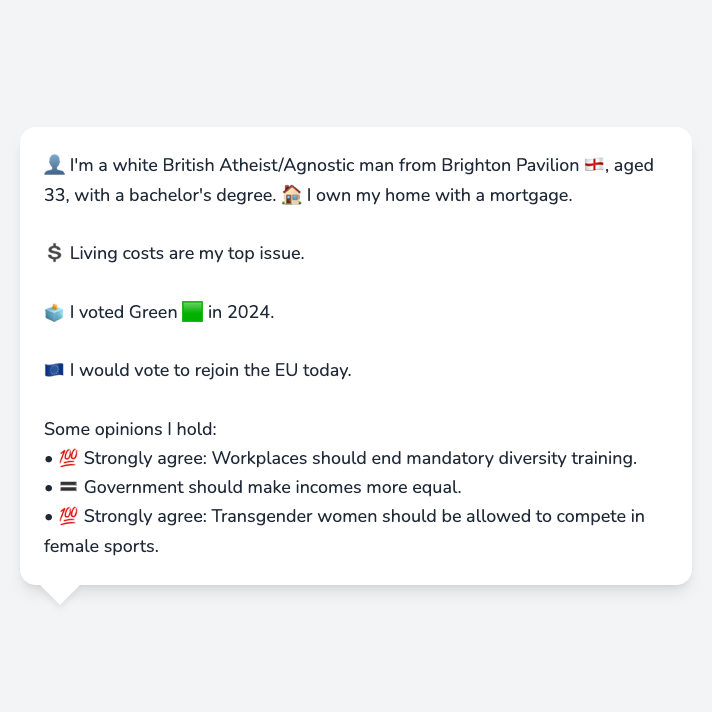 👤 I'm a white British Atheist/Agnostic man from Brighton Pavilion 🏴󠁧󠁢󠁥󠁮󠁧󠁿, aged
33, with a bachelor's degree. 🏠 I own my home with a mortgage.
💲 Living costs are my top issue.
🗳️ I voted Green 🟩 in 2024.
🇪🇺 I would vote to rejoin the EU today.
Some opinions I hold:
• 💯 Strongly agree: Workplaces should end mandatory diversity training.
• 🟰 Government should make incomes more equal.
• 💯 Strongly agree: Transgender women should be allowed to compete in
female sports.